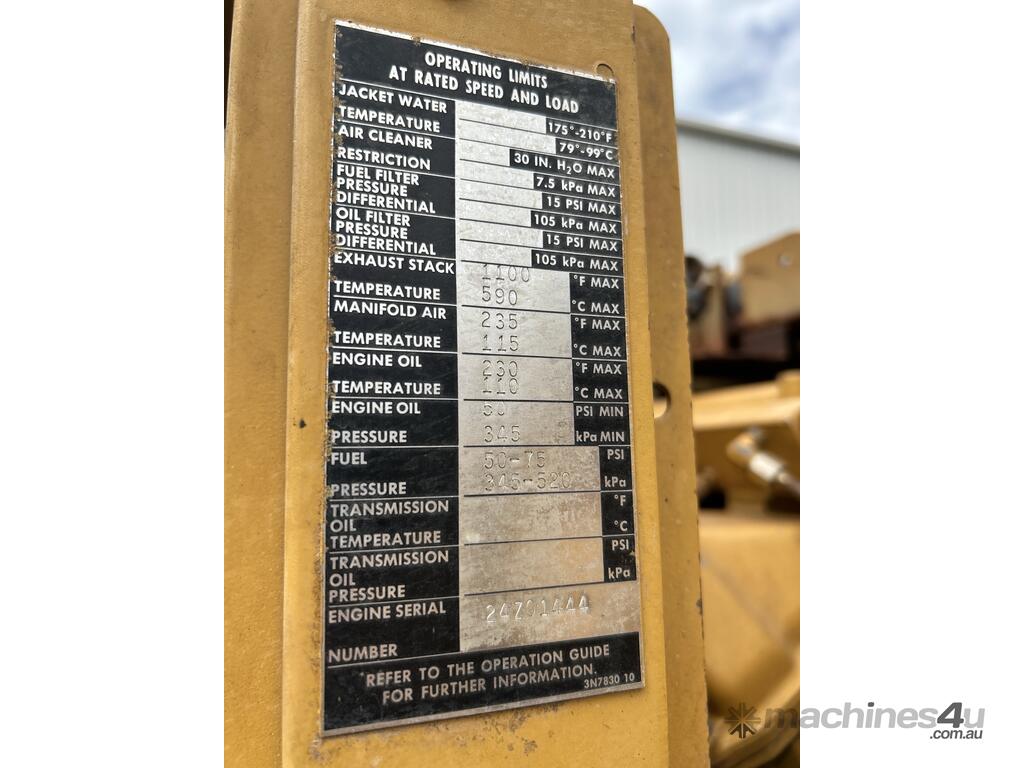 OPERATING LIMITS
AT RATED SPEED AND LOAD
JACKET WATER
TEMPERATURE
175°-210°F
79°-99°C
AIR CLEANER
RESTRICTION
30 IN. H₂O MAX
7.5 kPa MAX
FUEL FILTER
PRESSURE
DIFFERENTIAL
15 PSI MAX
105 kPa MAX
OIL FILTER
PRESSURE
DIFFERENTIAL
15 PSI MAX
105 kPa MAX
EXHAUST STACK 1100 °F MAX
TEMPERATURE 590 °C MAX
MANIFOLD AIR 235 °F MAX
TEMPERATURE 115 °C MAX
ENGINE OIL 230 °F MAX
TEMPERATURE 110 °C MAX
ENGINE OIL 50 PSI MIN
PRESSURE 345 kPa MIN
FUEL 50-75 PSI
PRESSURE 345-520 kPa
TRANSMISSION
OIL
TEMPERATURE
°F
°C
TRANSMISSION
OIL
PRESSURE
PSI
kPa
ENGINE SERIAL 24Z01444
NUMBER
REFER TO THE OPERATION GUIDE
FOR FURTHER INFORMATION.
3N7830 10
machines4u
.com.au